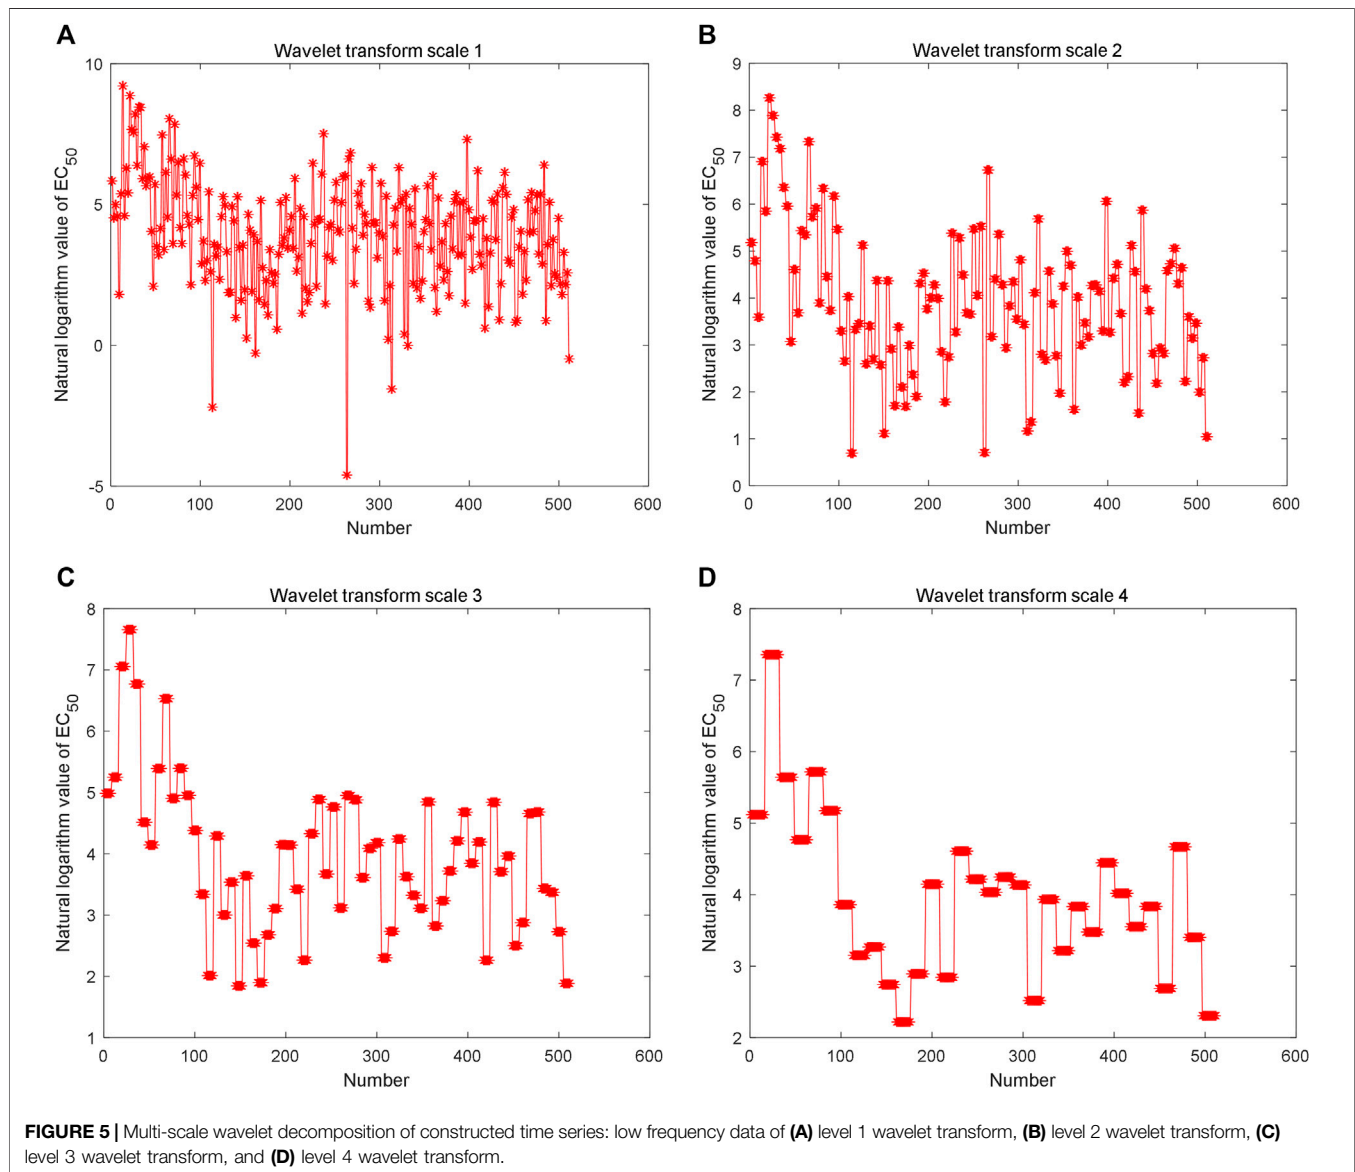 A
Wavelet transform scale 1
10
5
0
-5
0 100 200 300 400 500 600
Natural logarithm value of EC50
Number
B
Wavelet transform scale 2
9
8
7
6
5
4
3
2
1
0
0 100 200 300 400 500 600
Natural logarithm value of EC50
Number
C
Wavelet transform scale 3
8
7
6
5
4
3
2
1
0 100 200 300 400 500 600
Natural logarithm value of EC50
Number
D
Wavelet transform scale 4
8
7
6
5
4
3
2
0 100 200 300 400 500 600
Natural logarithm value of EC50
Number
FIGURE 5 | Multi-scale wavelet decomposition of constructed time series: low frequency data of (A) level 1 wavelet transform, (B) level 2 wavelet transform, (C)
level 3 wavelet transform, and (D) level 4 wavelet transform.